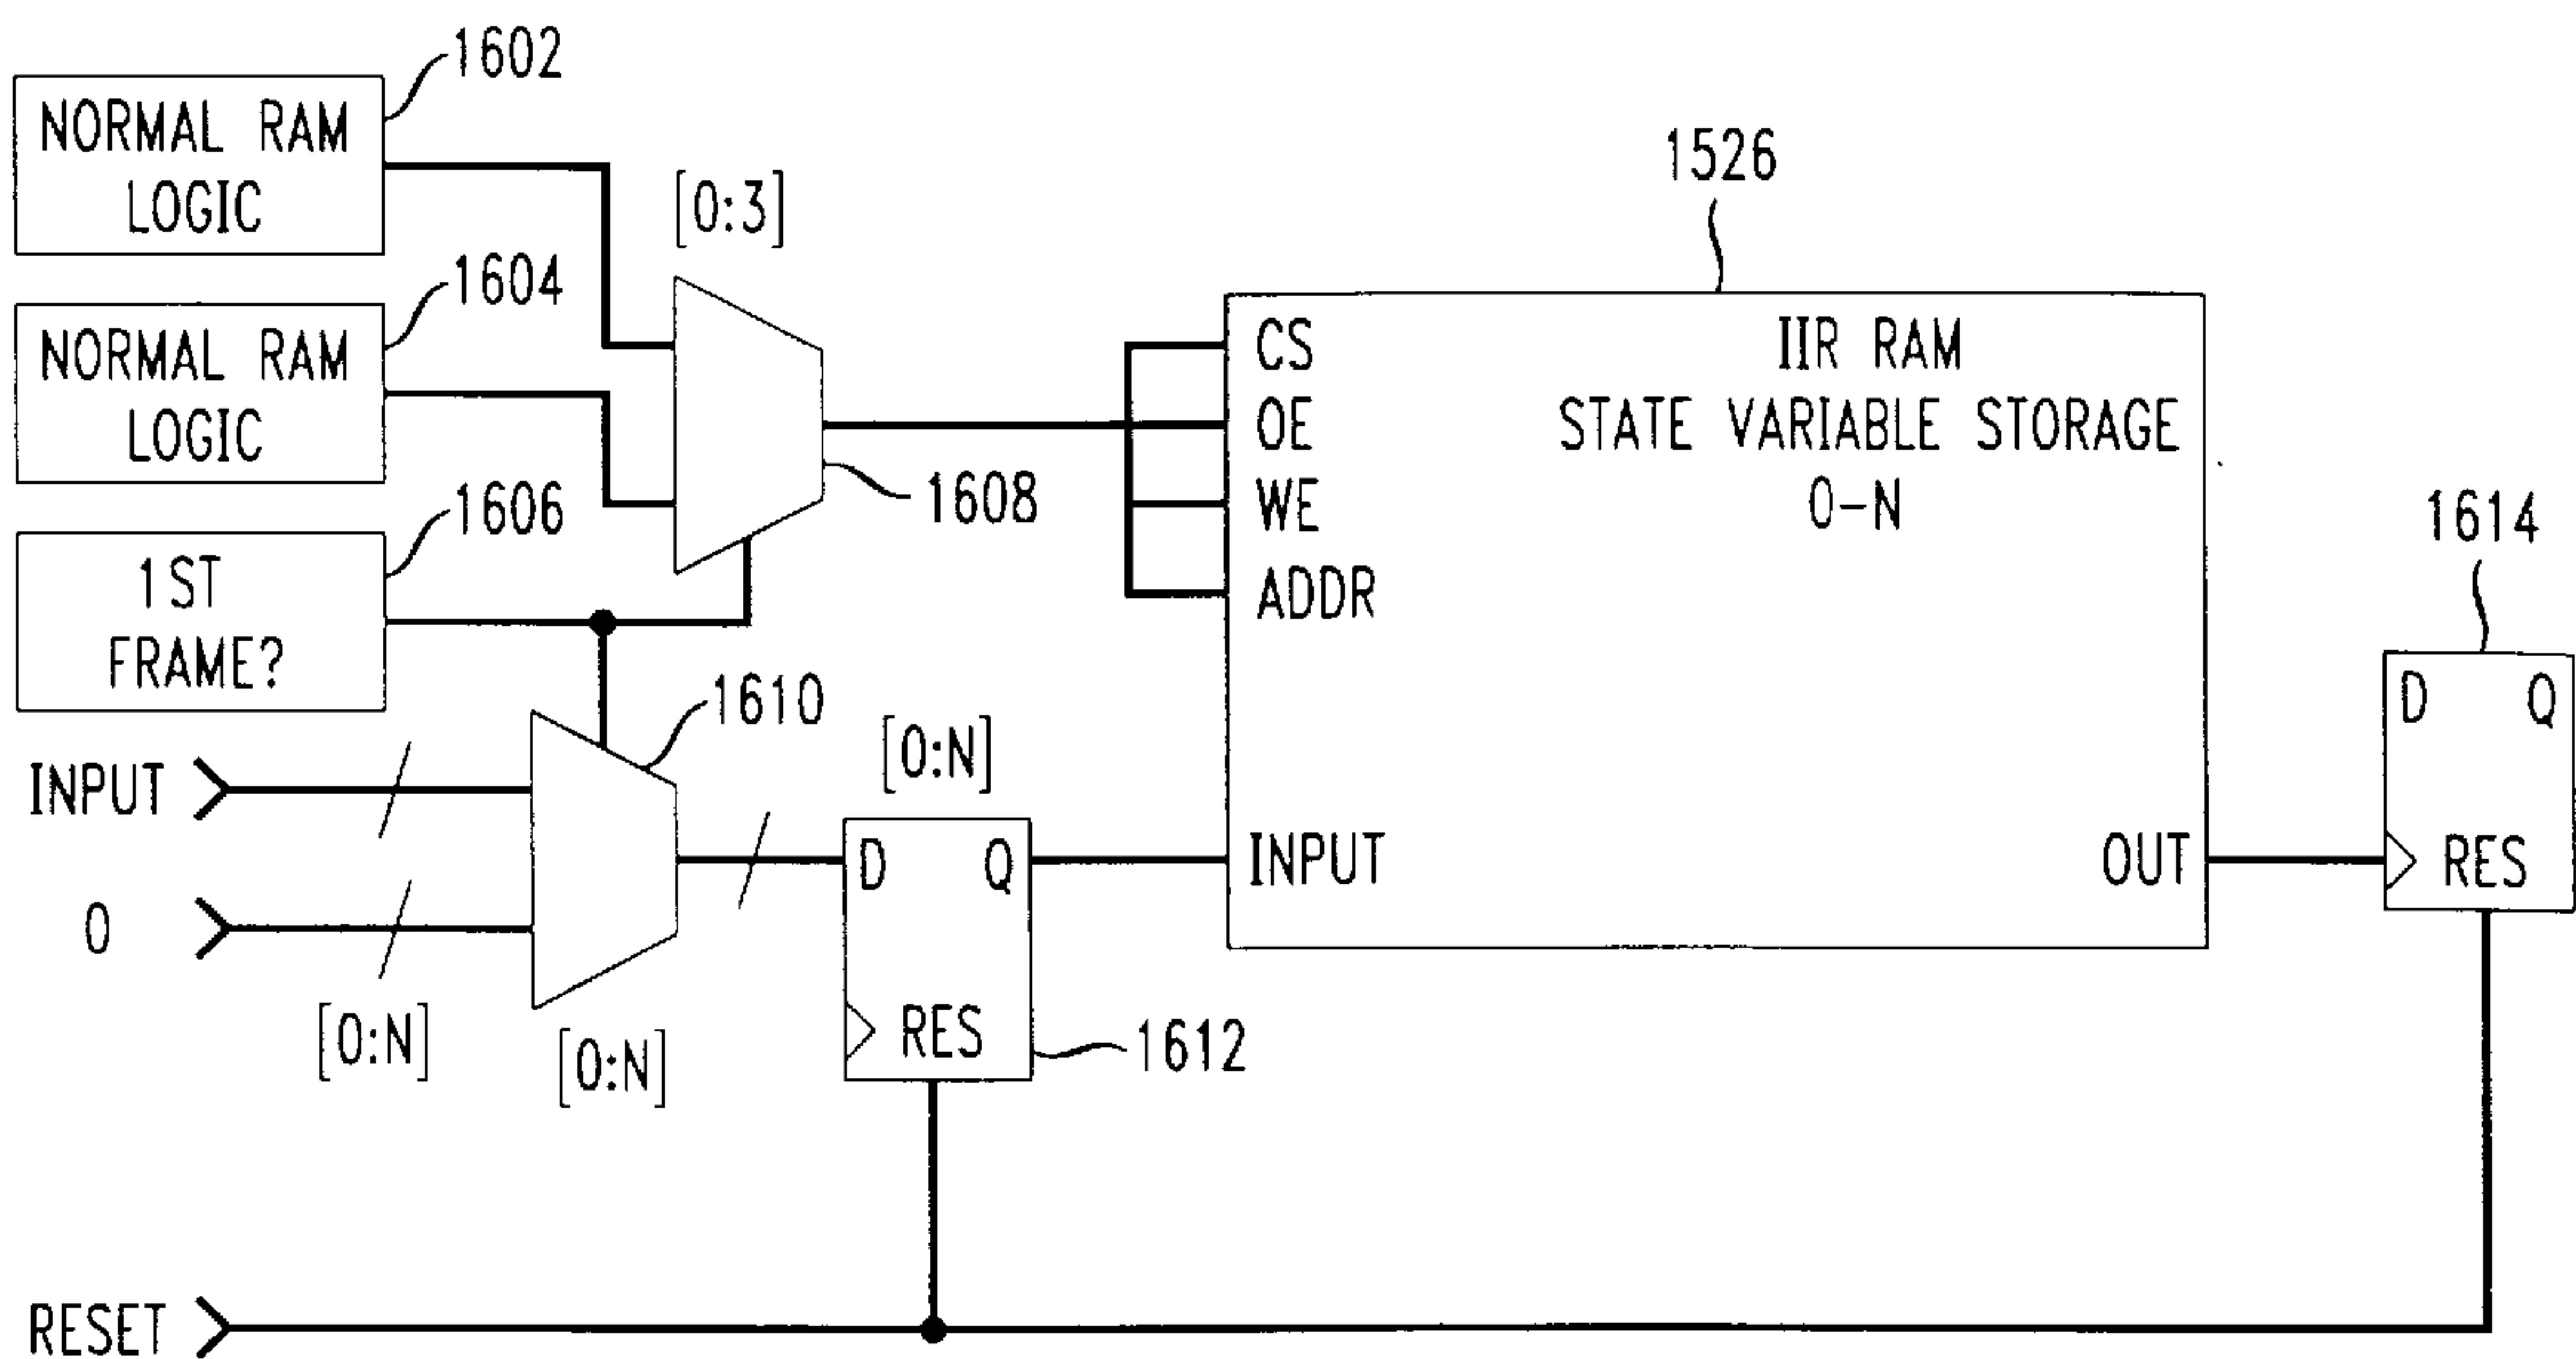 1602
NORMAL RAM
LOGIC
[0:3]
1604
NORMAL RAM
LOGIC
1606
1ST
FRAME?
1608
1526
IIR RAM
STATE VARIABLE STORAGE
0-N
CS
OE
WE
ADDR
INPUT
OUT
1614
D Q
RES
1610
INPUT
0
[0:N]
[0:N]
[0:N]
D Q
RES
1612
RESET